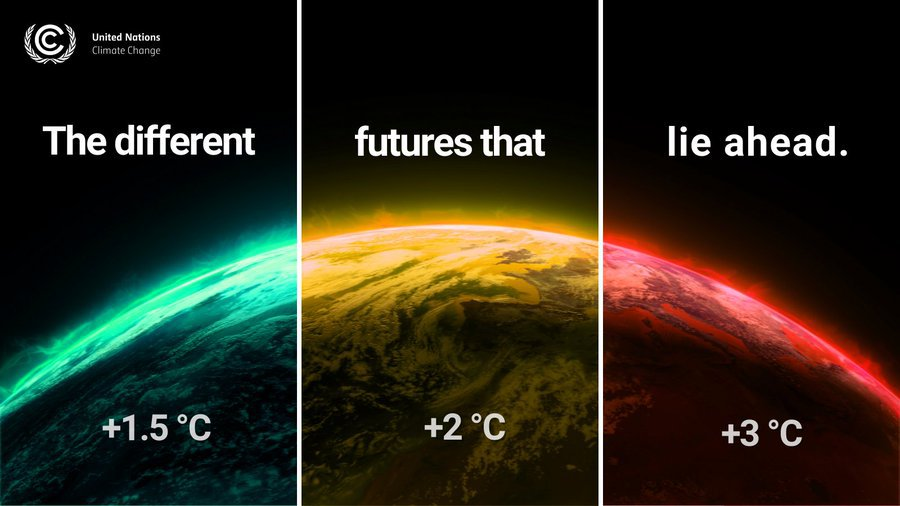 United Nations
Climate Change
The different futures that lie ahead.
+1.5 °C
+2 °C
+3 °C